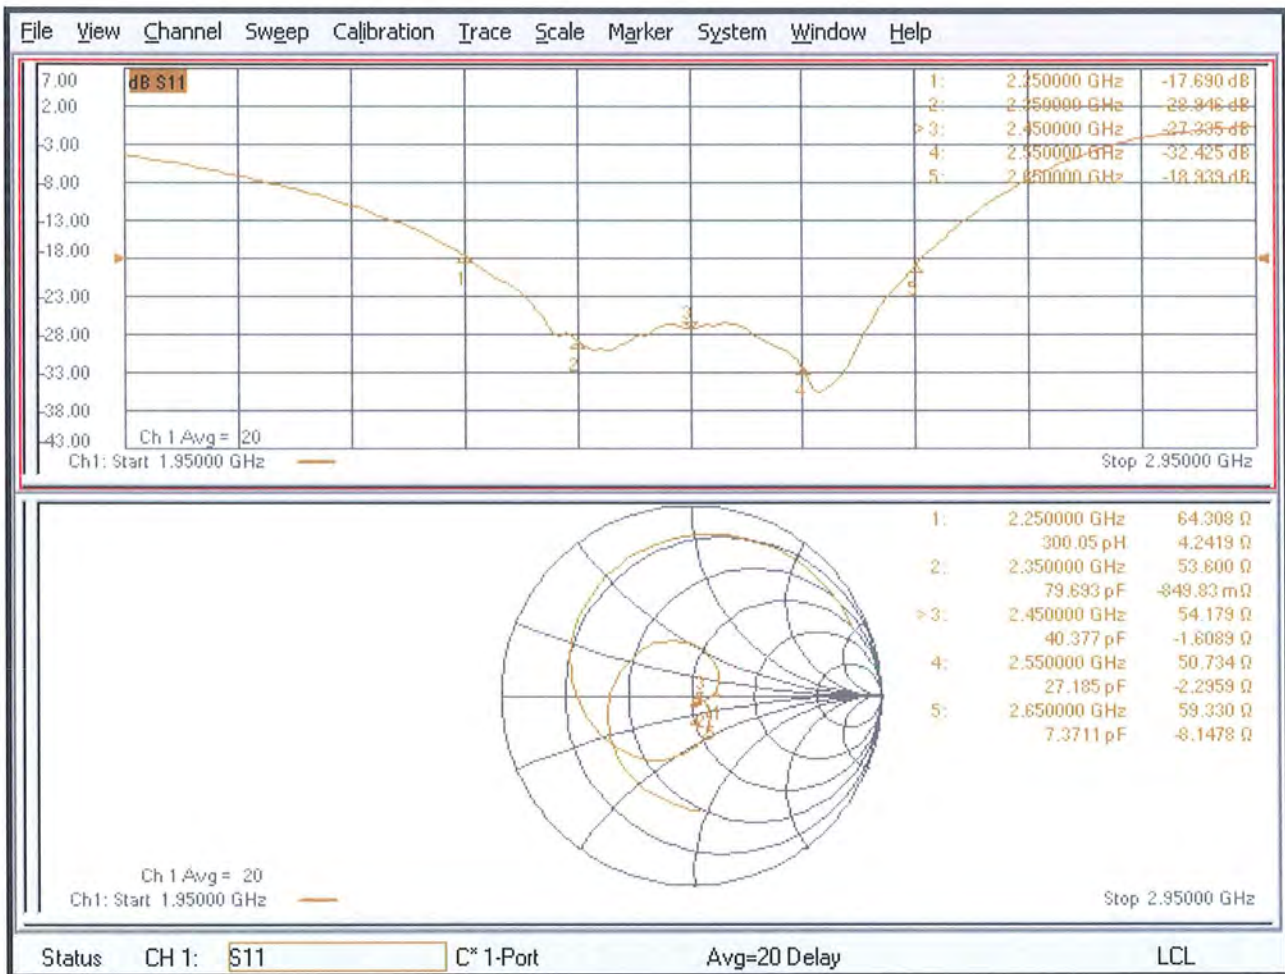 File View Channel Sweep Calibration Trace Scale Marker System Window Help
7.00
2.00
-3.00
-8.00
-13.00
-18.00
-23.00
-28.00
-33.00
-38.00
-43.00
dB S11
1: 2.250000 GHz -17.690 dB
2: 2.350000 GHz -28.946 dB
> 3: 2.450000 GHz -27.335 dB
4: 2.550000 GHz -32.425 dB
5: 2.650000 GHz -18.939 dB
1
2
3
4
5
Ch 1 Avg = 20
Ch1: Start 1.95000 GHz
Stop 2.95000 GHz
1: 2.250000 GHz 64.308 Ω
300.05 pH 4.2419 Ω
2: 2.350000 GHz 53.600 Ω
79.693 pF -849.83 mΩ
> 3: 2.450000 GHz 54.179 Ω
40.377 pF -1.6089 Ω
4: 2.550000 GHz 50.734 Ω
27.185 pF -2.2959 Ω
5: 2.650000 GHz 59.330 Ω
7.3711 pF -8.1478 Ω
Ch 1 Avg = 20
Ch1: Start 1.95000 GHz
Stop 2.95000 GHz
Status CH 1: S11 C* 1-Port Avg=20 Delay LCL